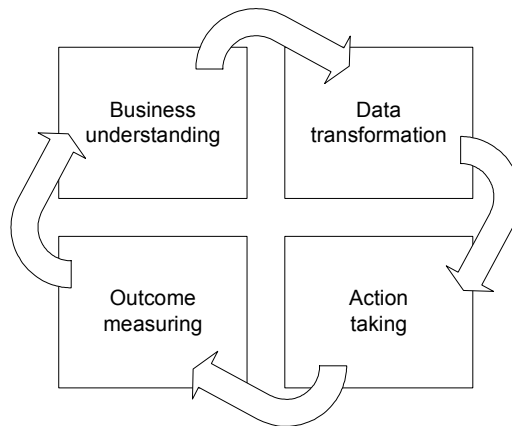 Business
understanding
Data
transformation
Outcome
measuring
Action
taking